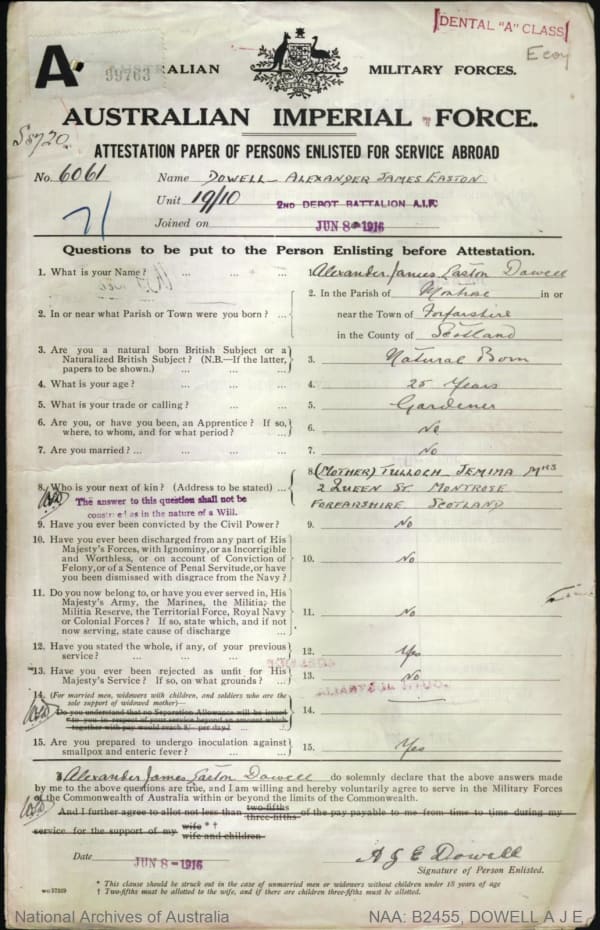 DENTAL "A" CLASS
E coy
A
99763
RALIAN MILITARY FORCES.
AUSTRALIAN IMPERIAL FORCE.
ATTESTATION PAPER OF PERSONS ENLISTED FOR SERVICE ABROAD
No. 6061 Name DOWELL - ALEXANDER JAMES EASTON
Unit 19/10 2ND DEPOT BATTALION A.I.F.
Joined on JUN 8 - 1916
Questions to be put to the Person Enlisting before Attestation.
1. What is your Name? ... ... ... 1. Alexander James Easton Dowell
2. In or near what Parish or Town were you born? ... 2. In the Parish of Montrose in or
near the Town of Forfarshire
in the County of Scotland
3. Are you a natural born British Subject or a
Naturalized British Subject? (N.B.—If the latter,
papers to be shown.) ... ... 3. Natural Born
4. What is your age? ... ... ... 4. 25 Years
5. What is your trade or calling? ... ... 5. Gardener
6. Are you, or have you been, an Apprentice? If so,
where, to whom, and for what period? ... 6. No
7. Are you married? ... ... ... 7. No
8. Who is your next of kin? (Address to be stated) ... 8. (MOTHER) TULLOCH JEMIMA MRS
2 QUEEN ST. MONTROSE
The answer to this question shall not be
construed as in the nature of a Will. FORFARSHIRE SCOTLAND
9. Have you ever been convicted by the Civil Power? 9. No
10. Have you ever been discharged from any part of His
Majesty's Forces, with Ignominy, or as Incorrigible
and Worthless, or on account of Conviction of
Felony, or of a Sentence of Penal Servitude, or have
you been dismissed with disgrace from the Navy? 10. No
11. Do you now belong to, or have you ever served in, His
Majesty's Army, the Marines, the Militia, the
Militia Reserve, the Territorial Force, Royal Navy
or Colonial Forces? If so, state which, and if not
now serving, state cause of discharge ... 11. No
12. Have you stated the whole, if any, of your previous
service? ... ... ... ... 12. Yes
13. Have you ever been rejected as unfit for His
Majesty's Service? If so, on what grounds? ... 13. No
14. (For married men, widowers with children, and soldiers who are the
sole support of widowed mother)—
Do you understand that no Separation Allowance will be issued
to you in respect of your service beyond an amount which
together with pay would reach 8/- per day? ... 14.
15. Are you prepared to undergo inoculation against
smallpox and enteric fever? ... ... 15. Yes
I, Alexander James Easton Dowell do solemnly declare that the above answers made
by me to the above questions are true, and I am willing and hereby voluntarily agree to serve in the Military Forces
of the Commonwealth of Australia within or beyond the limits of the Commonwealth.
And I further agree to allot not less than two-fifths three-fifths of the pay payable to me from time to time during my
service for the support of my wife * † wife and children.
Date JUN 8 - 1916 A J E Dowell
Signature of Person Enlisted.
* This clause should be struck out in the case of unmarried men or widowers without children under 18 years of age
† Two-fifths must be allotted to the wife, and if there are children three-fifths must be allotted.
National Archives of Australia NAA: B2455, DOWELL A J E